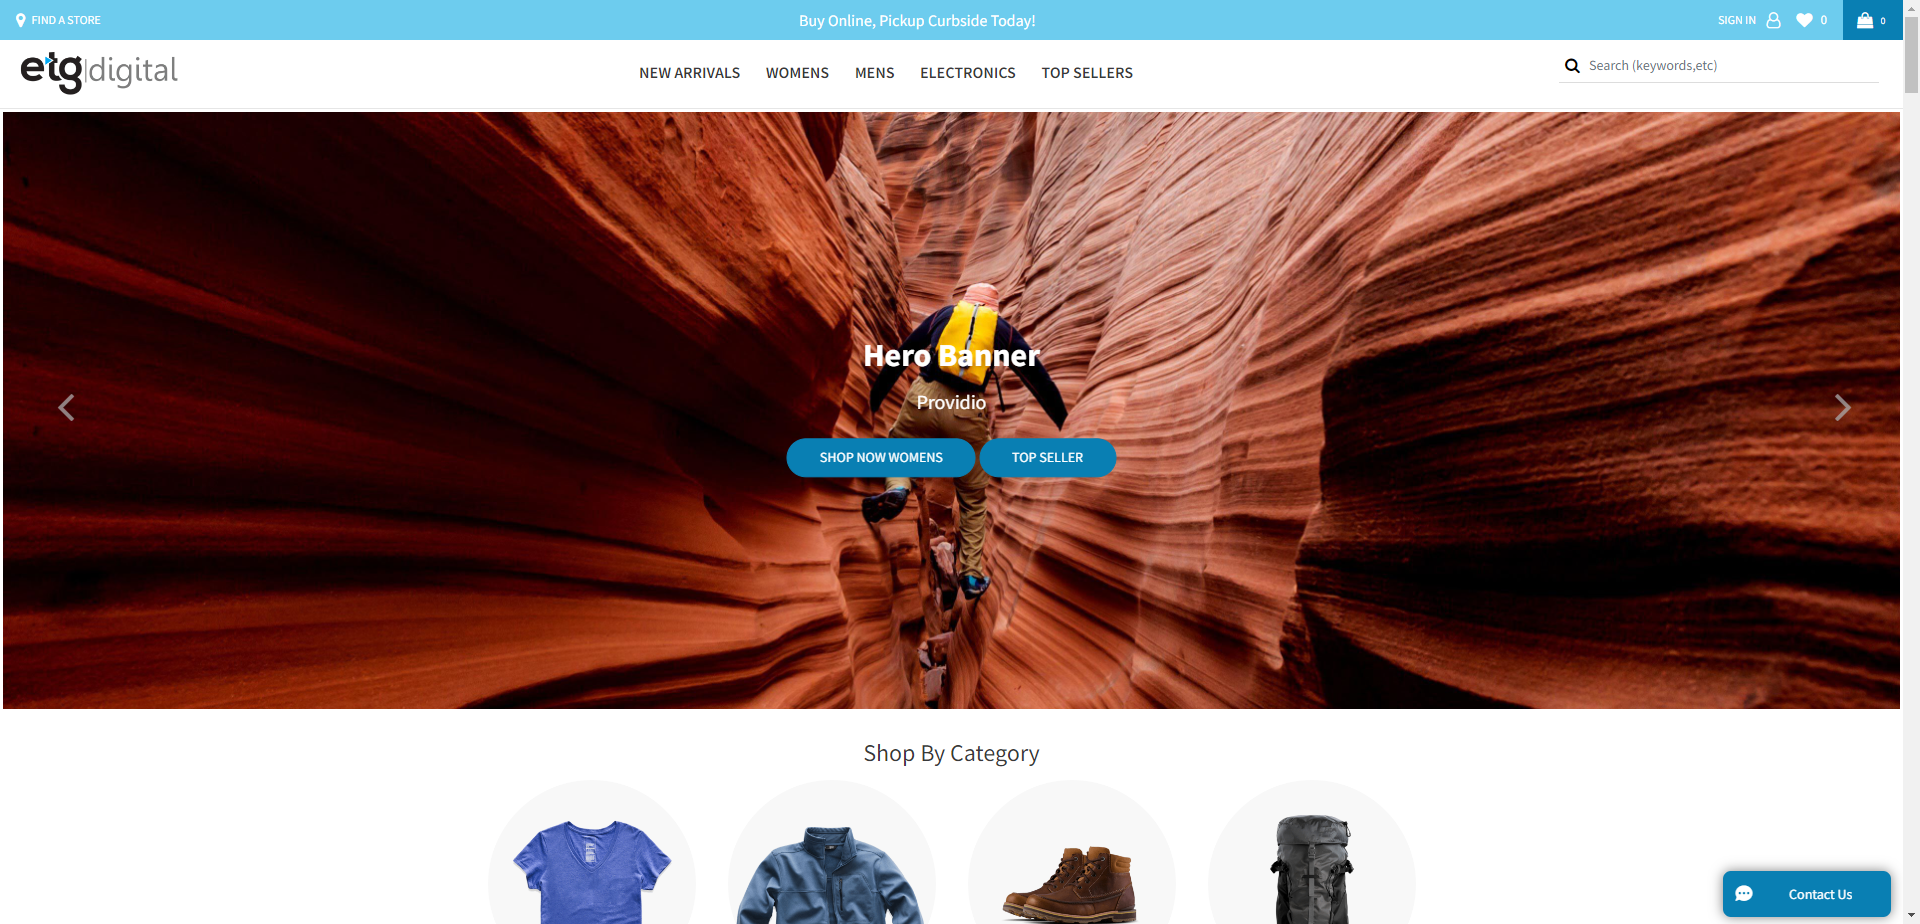 FIND A STORE
Buy Online, Pickup Curbside Today!
SIGN IN
0
0
etg|digital
NEW ARRIVALS
WOMENS
MENS
ELECTRONICS
TOP SELLERS
Search (keywords,etc)
Hero Banner
Providio
SHOP NOW WOMENS
TOP SELLER
Shop By Category
Contact Us